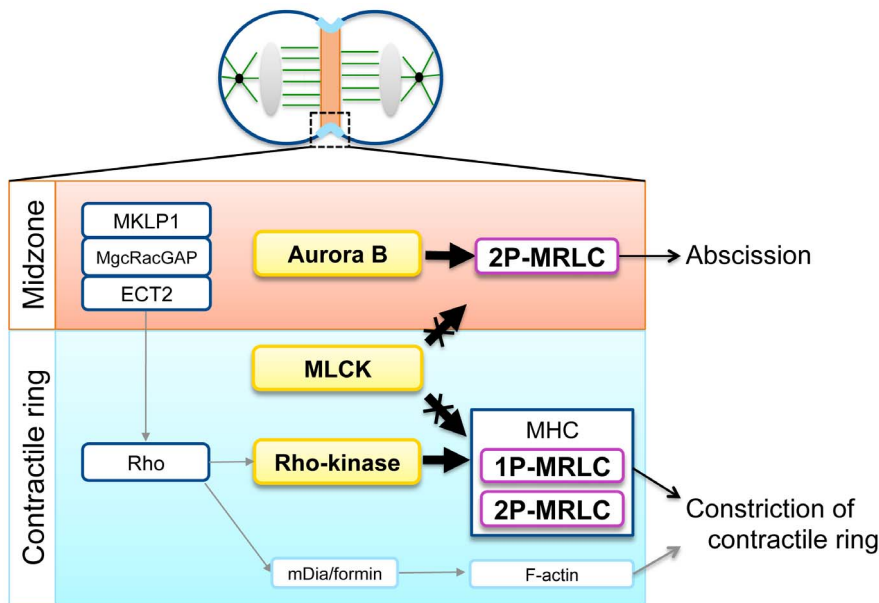 Midzone
MKLP1
MgcRacGAP
ECT2
Aurora B
2P-MRLC
Abscission
Contractile ring
MLCK
Rho
Rho-kinase
MHC
1P-MRLC
2P-MRLC
Constriction of
contractile ring
mDia/formin
F-actin